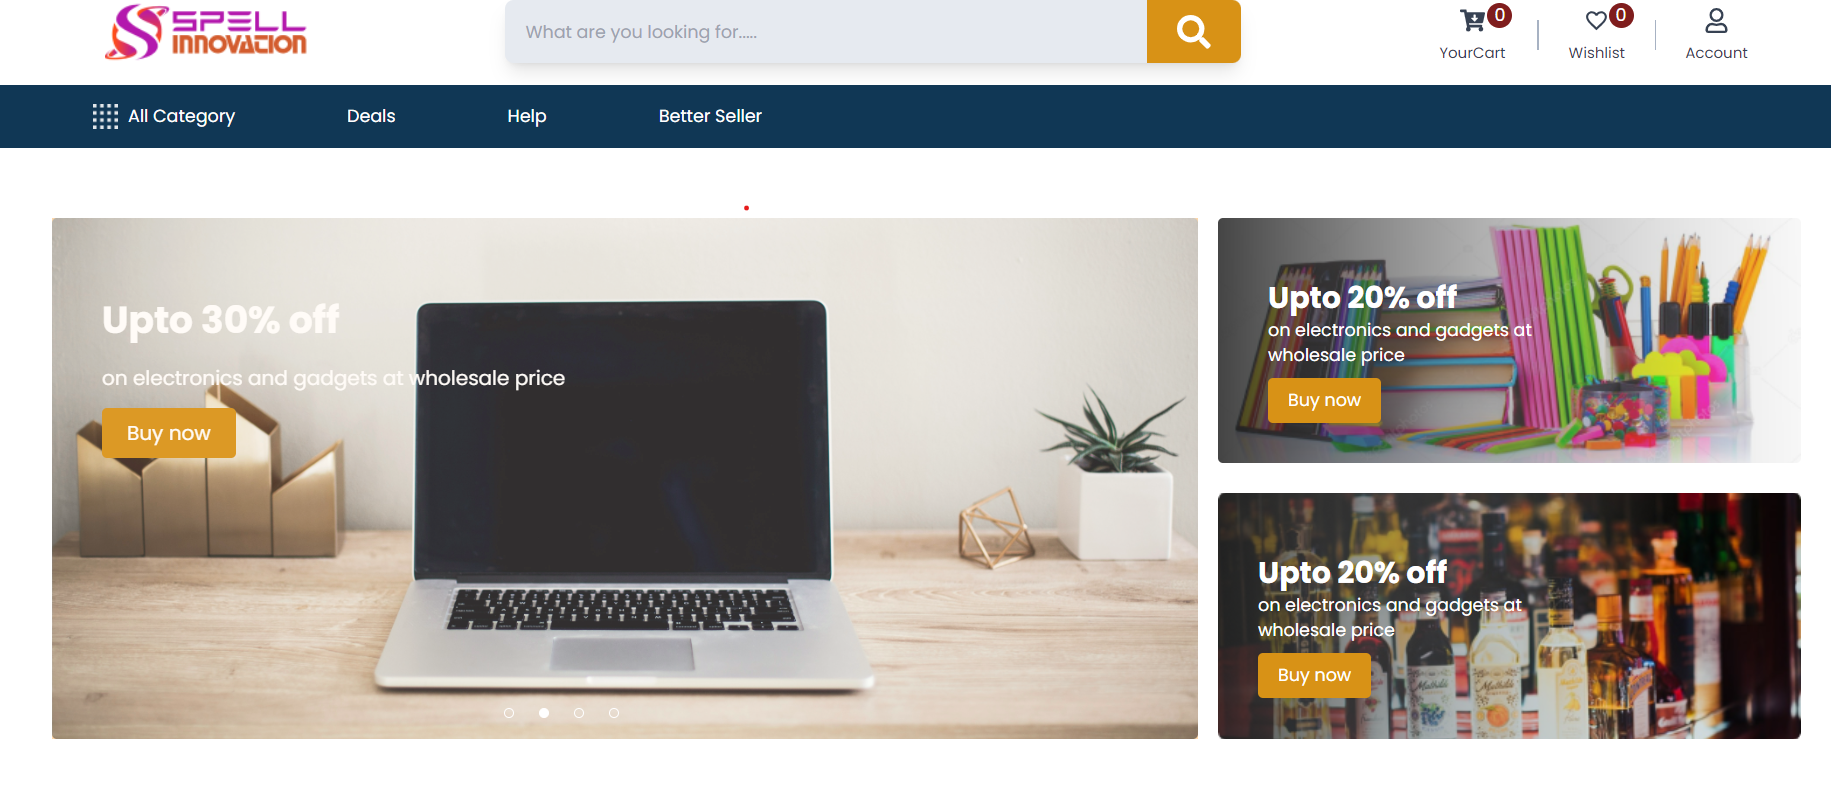 SPELL
INNOVATION
What are you looking for.....
0
YourCart
0
Wishlist
Account
All Category
Deals
Help
Better Seller
Upto 30% off
on electronics and gadgets at wholesale price
Buy now
Upto 20% off
on electronics and gadgets at
wholesale price
Buy now
Upto 20% off
on electronics and gadgets at
wholesale price
Buy now
Mathilde
Mathilde